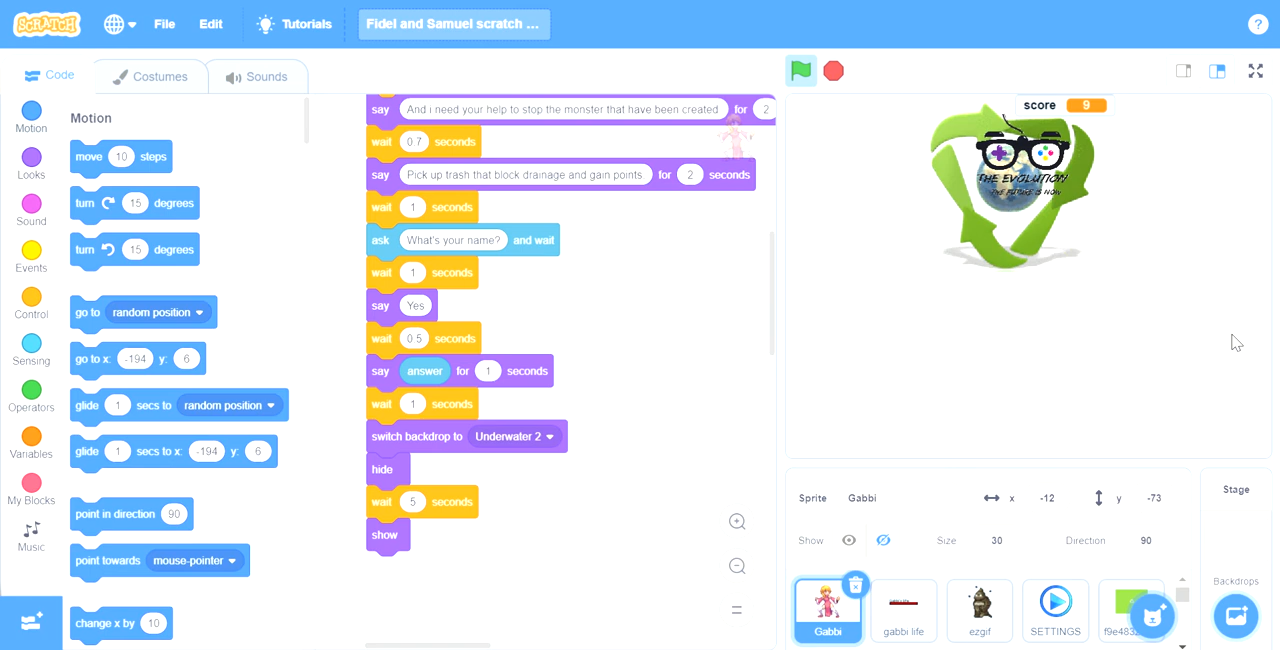 SCRATCH
File
Edit
Tutorials
Fidel and Samuel scratch ...
?
Code
Costumes
Sounds
Motion
Looks
Sound
Events
Control
Sensing
Operators
Variables
My Blocks
Music
Motion
move 10 steps
turn 15 degrees
turn 15 degrees
go to random position
go to x: -194 y: 6
glide 1 secs to random position
glide 1 secs to x: -194 y: 6
point in direction 90
point towards mouse-pointer
change x by 10
say And i need your help to stop the monster that have been created for 2
wait 0.7 seconds
say Pick up trash that block drainage and gain points for 2 seconds
wait 1 seconds
ask What's your name? and wait
wait 1 seconds
say Yes
wait 0.5 seconds
say answer for 1 seconds
wait 1 seconds
switch backdrop to Underwater 2
hide
wait 5 seconds
show
score 9
THE EVOLUTION
THE FUTURE IS NOW
Sprite Gabbi x -12 y -73
Show Size 30 Direction 90
Gabbi
gabbi life
ezgif
SETTINGS
Stage
Backdrops